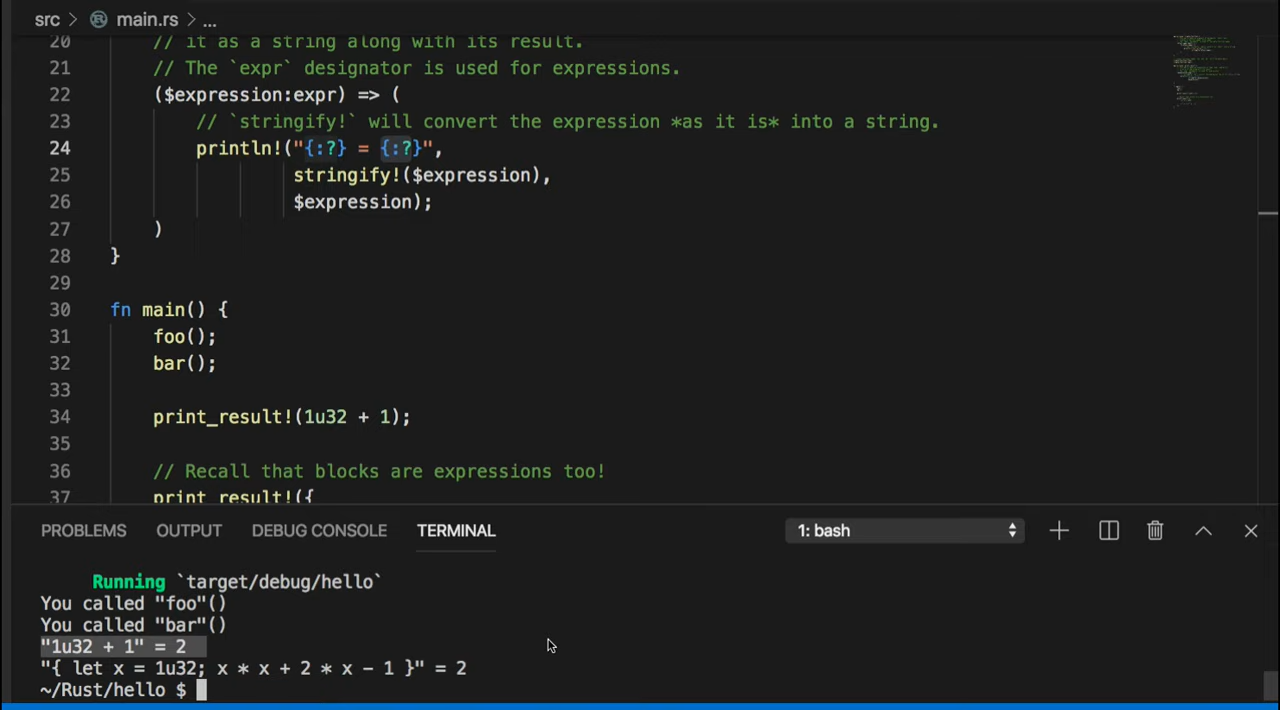 src > main.rs > ...
20 // it as a string along with its result.
21 // The `expr` designator is used for expressions.
22 ($expression:expr) => (
23 // `stringify!` will convert the expression *as it is* into a string.
24 println!("{:?} = {:?}",
25 stringify!($expression),
26 $expression);
27 )
28 }
29
30 fn main() {
31 foo();
32 bar();
33
34 print_result!(1u32 + 1);
35
36 // Recall that blocks are expressions too!
37 print_result!({
PROBLEMS OUTPUT DEBUG CONSOLE TERMINAL 1: bash
Running `target/debug/hello`
You called "foo"()
You called "bar"()
"1u32 + 1" = 2
"{ let x = 1u32; x * x + 2 * x - 1 }" = 2
~/Rust/hello $